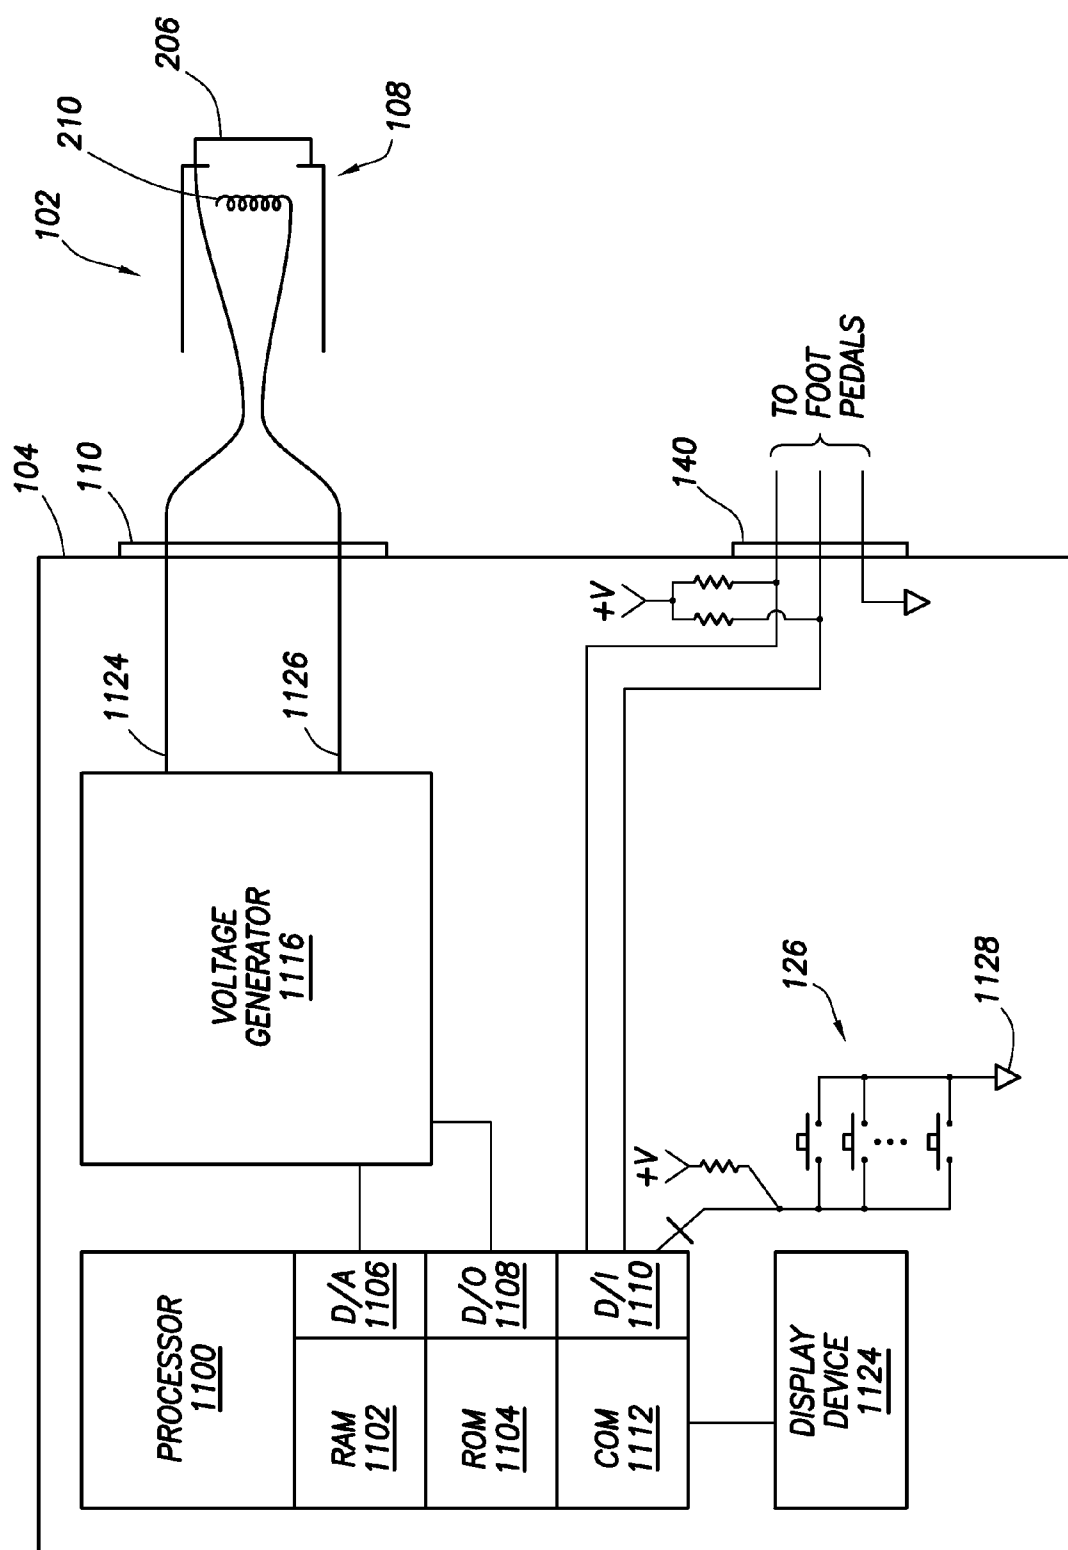 PROCESSOR
1100
RAM
1102
D/A
1106
ROM
1104
D/O
1108
COM
1112
D/I
1110
DISPLAY
DEVICE
1124
VOLTAGE
GENERATOR
1116
1124
1126
104
110
102
210
206
108
+V
140
TO
FOOT
PEDALS
+V
126
1128